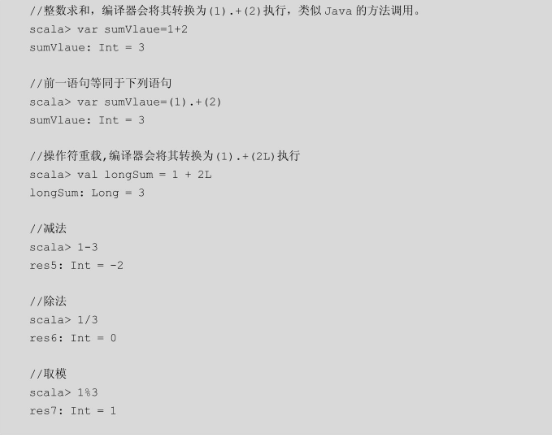 //整数求和，编译器会将其转换为(1).+(2)执行，类似Java的方法调用。
scala> var sumVlaue=1+2
sumVlaue: Int = 3
//前一语句等同于下列语句
scala> var sumVlaue=(1).+(2)
sumVlaue: Int = 3
//操作符重载,编译器会将其转换为(1).+(2L)执行
scala> val longSum = 1 + 2L
longSum: Long = 3
//减法
scala> 1-3
res5: Int = -2
//除法
scala> 1/3
res6: Int = 0
//取模
scala> 1%3
res7: Int = 1